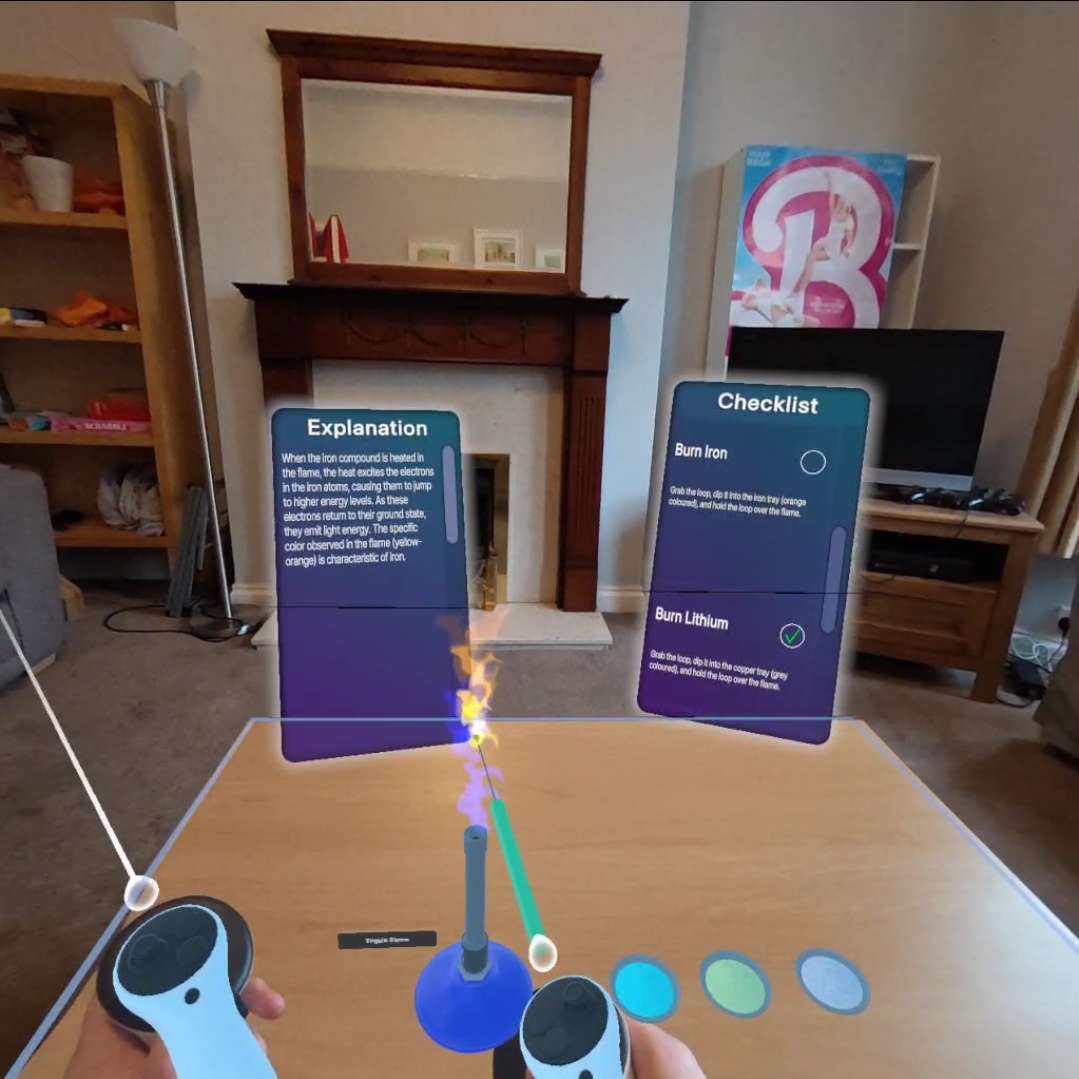 Explanation
When the iron compound is heated in
the flame, the heat excites the electrons
in the iron atoms, causing them to jump
to higher energy levels. As these
electrons return to their ground state,
they emit light energy. The specific
color observed in the flame (yellow-
orange) is characteristic of iron.
Checklist
Burn Iron
Grab the loop, dip it into the iron tray (orange
coloured), and hold the loop over the flame.
Burn Lithium
Grab the loop, dip it into the copper tray (grey
coloured), and hold the loop over the flame.
B
SCRABBLE
Toggle Flame